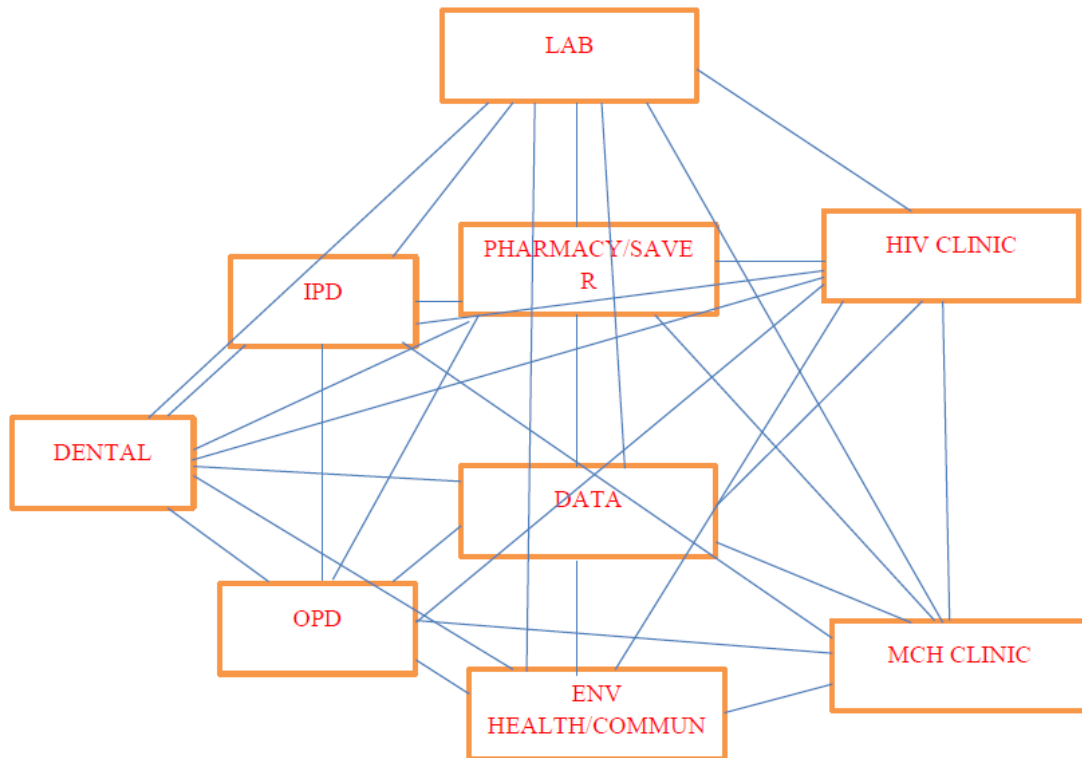 LAB
HIV CLINIC
PHARMACY/SAVE
R
IPD
DENTAL
DATA
OPD
MCH CLINIC
ENV
HEALTH/COMMUN